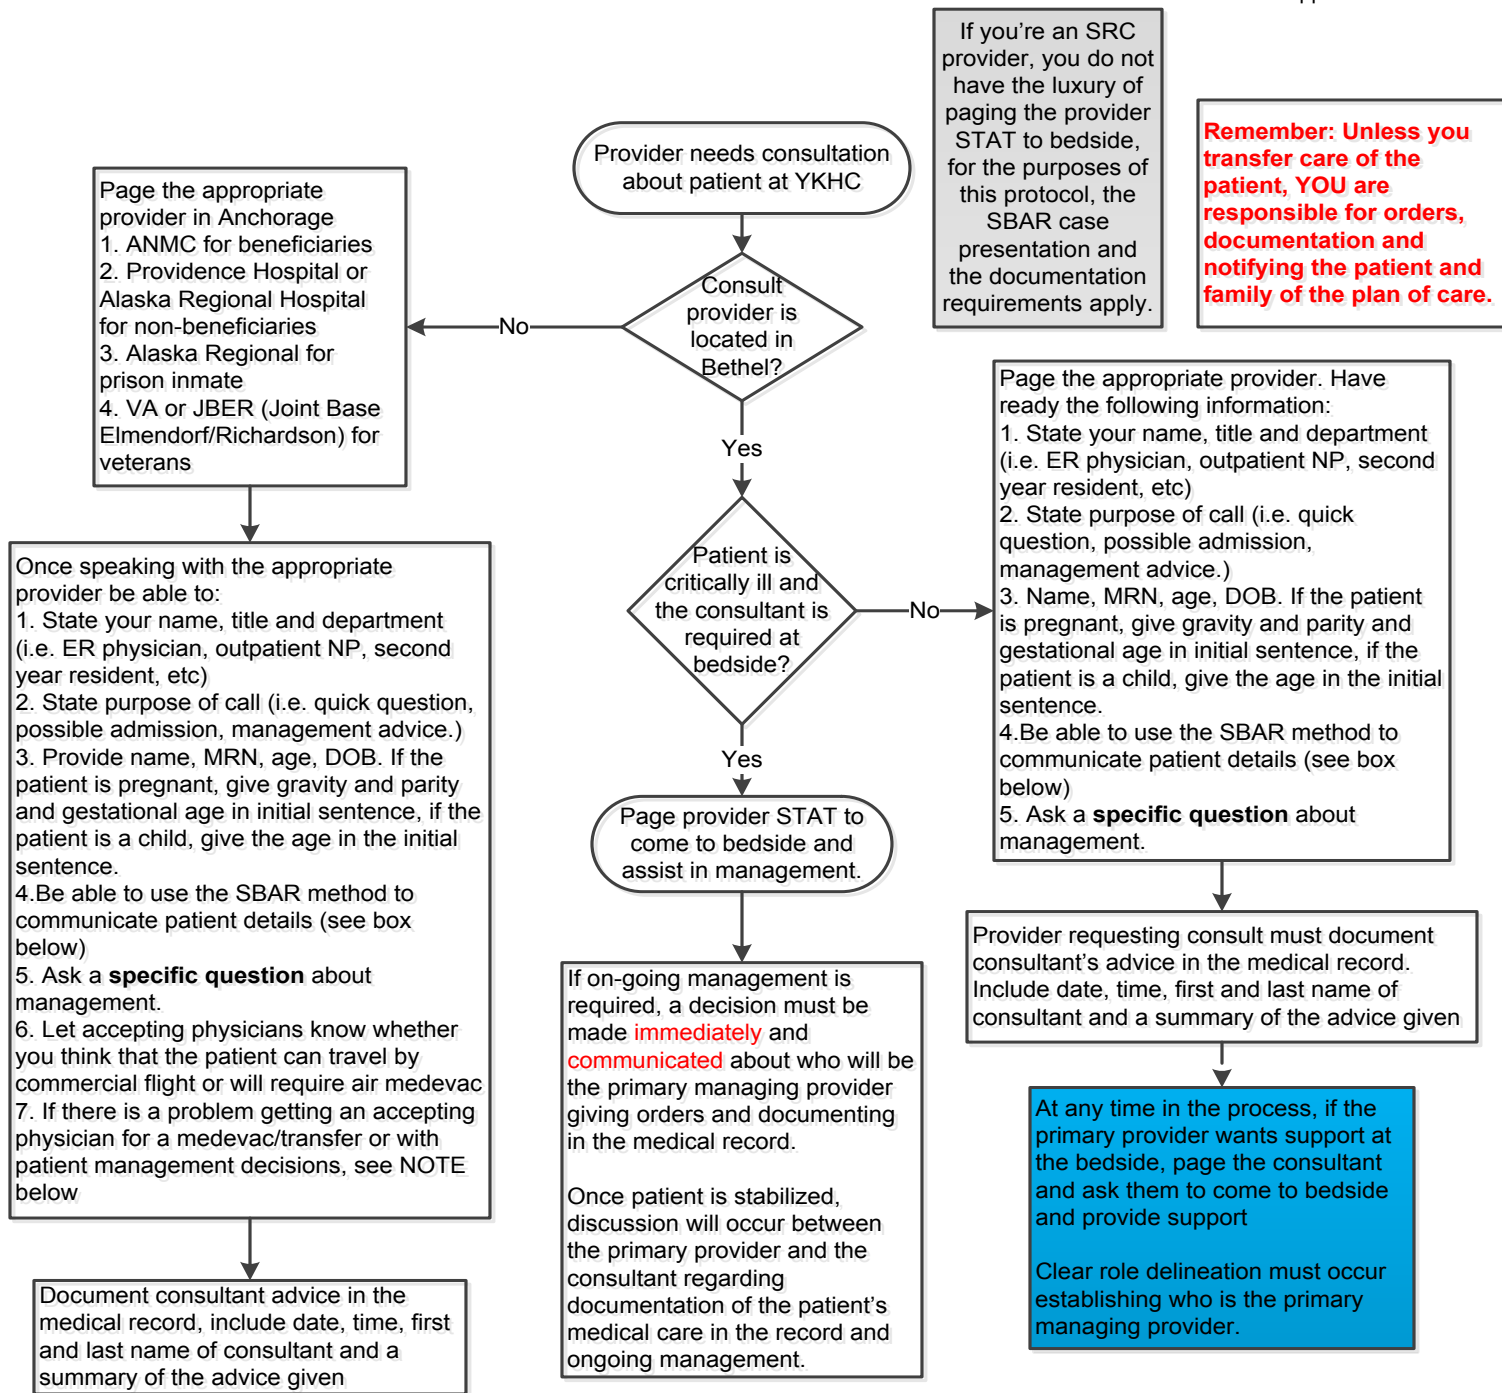 If you're an SRC
provider, you do not
have the luxury of
paging the provider
STAT to bedside,
for the purposes of
this protocol, the
SBAR case
presentation and
the documentation
requirements apply.
Remember: Unless you
transfer care of the
patient, YOU are
responsible for orders,
documentation and
notifying the patient and
family of the plan of care.
Provider needs consultation
about patient at YKHC
Consult
provider is
located in
Bethel?
No
Page the appropriate
provider in Anchorage
1. ANMC for beneficiaries
2. Providence Hospital or
Alaska Regional Hospital
for non-beneficiaries
3. Alaska Regional for
prison inmate
4. VA or JBER (Joint Base
Elmendorf/Richardson) for
veterans
Once speaking with the appropriate
provider be able to:
1. State your name, title and department
(i.e. ER physician, outpatient NP, second
year resident, etc)
2. State purpose of call (i.e. quick question,
possible admission, management advice.)
3. Provide name, MRN, age, DOB. If the
patient is pregnant, give gravity and parity
and gestational age in initial sentence, if the
patient is a child, give the age in the initial
sentence.
4.Be able to use the SBAR method to
communicate patient details (see box
below)
5. Ask a specific question about
management.
6. Let accepting physicians know whether
you think that the patient can travel by
commercial flight or will require air medevac
7. If there is a problem getting an accepting
physician for a medevac/transfer or with
patient management decisions, see NOTE
below
Document consultant advice in the
medical record, include date, time, first
and last name of consultant and a
summary of the advice given
Yes
Patient is
critically ill and
the consultant is
required at
bedside?
Yes
Page provider STAT to
come to bedside and
assist in management.
If on-going management is
required, a decision must be
made immediately and
communicated about who will be
the primary managing provider
giving orders and documenting
in the medical record.
Once patient is stabilized,
discussion will occur between
the primary provider and the
consultant regarding
documentation of the patient's
medical care in the record and
ongoing management.
No
Page the appropriate provider. Have
ready the following information:
1. State your name, title and department
(i.e. ER physician, outpatient NP, second
year resident, etc)
2. State purpose of call (i.e. quick
question, possible admission,
management advice.)
3. Name, MRN, age, DOB. If the patient
is pregnant, give gravity and parity and
gestational age in initial sentence, if the
patient is a child, give the age in the initial
sentence.
4.Be able to use the SBAR method to
communicate patient details (see box
below)
5. Ask a specific question about
management.
Provider requesting consult must document
consultant's advice in the medical record.
Include date, time, first and last name of
consultant and a summary of the advice given
At any time in the process, if the
primary provider wants support at
the bedside, page the consultant
and ask them to come to bedside
and provide support
Clear role delineation must occur
establishing who is the primary
managing provider.